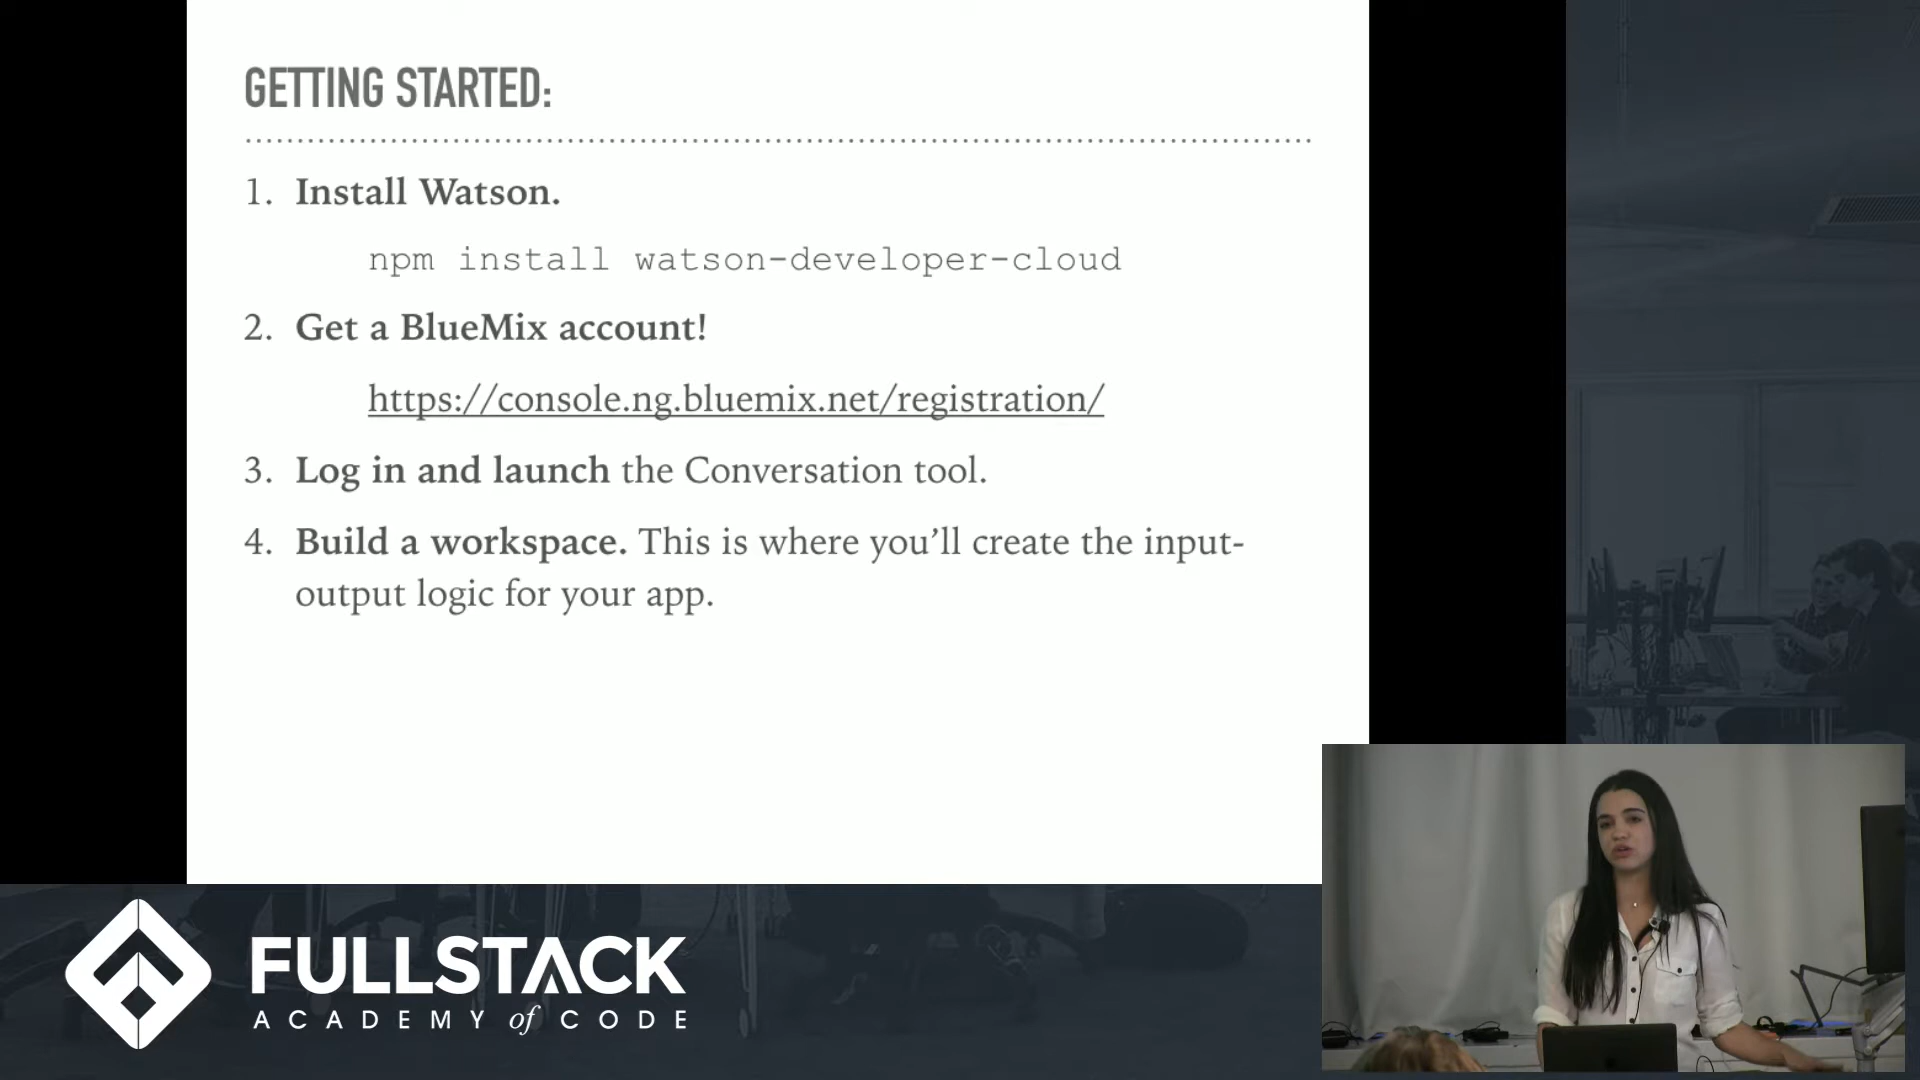 GETTING STARTED:
1. Install Watson.
npm install watson-developer-cloud
2. Get a BlueMix account!
https://console.ng.bluemix.net/registration/
3. Log in and launch the Conversation tool.
4. Build a workspace. This is where you’ll create the input-
output logic for your app.
FULLSTACK
ACADEMY of CODE